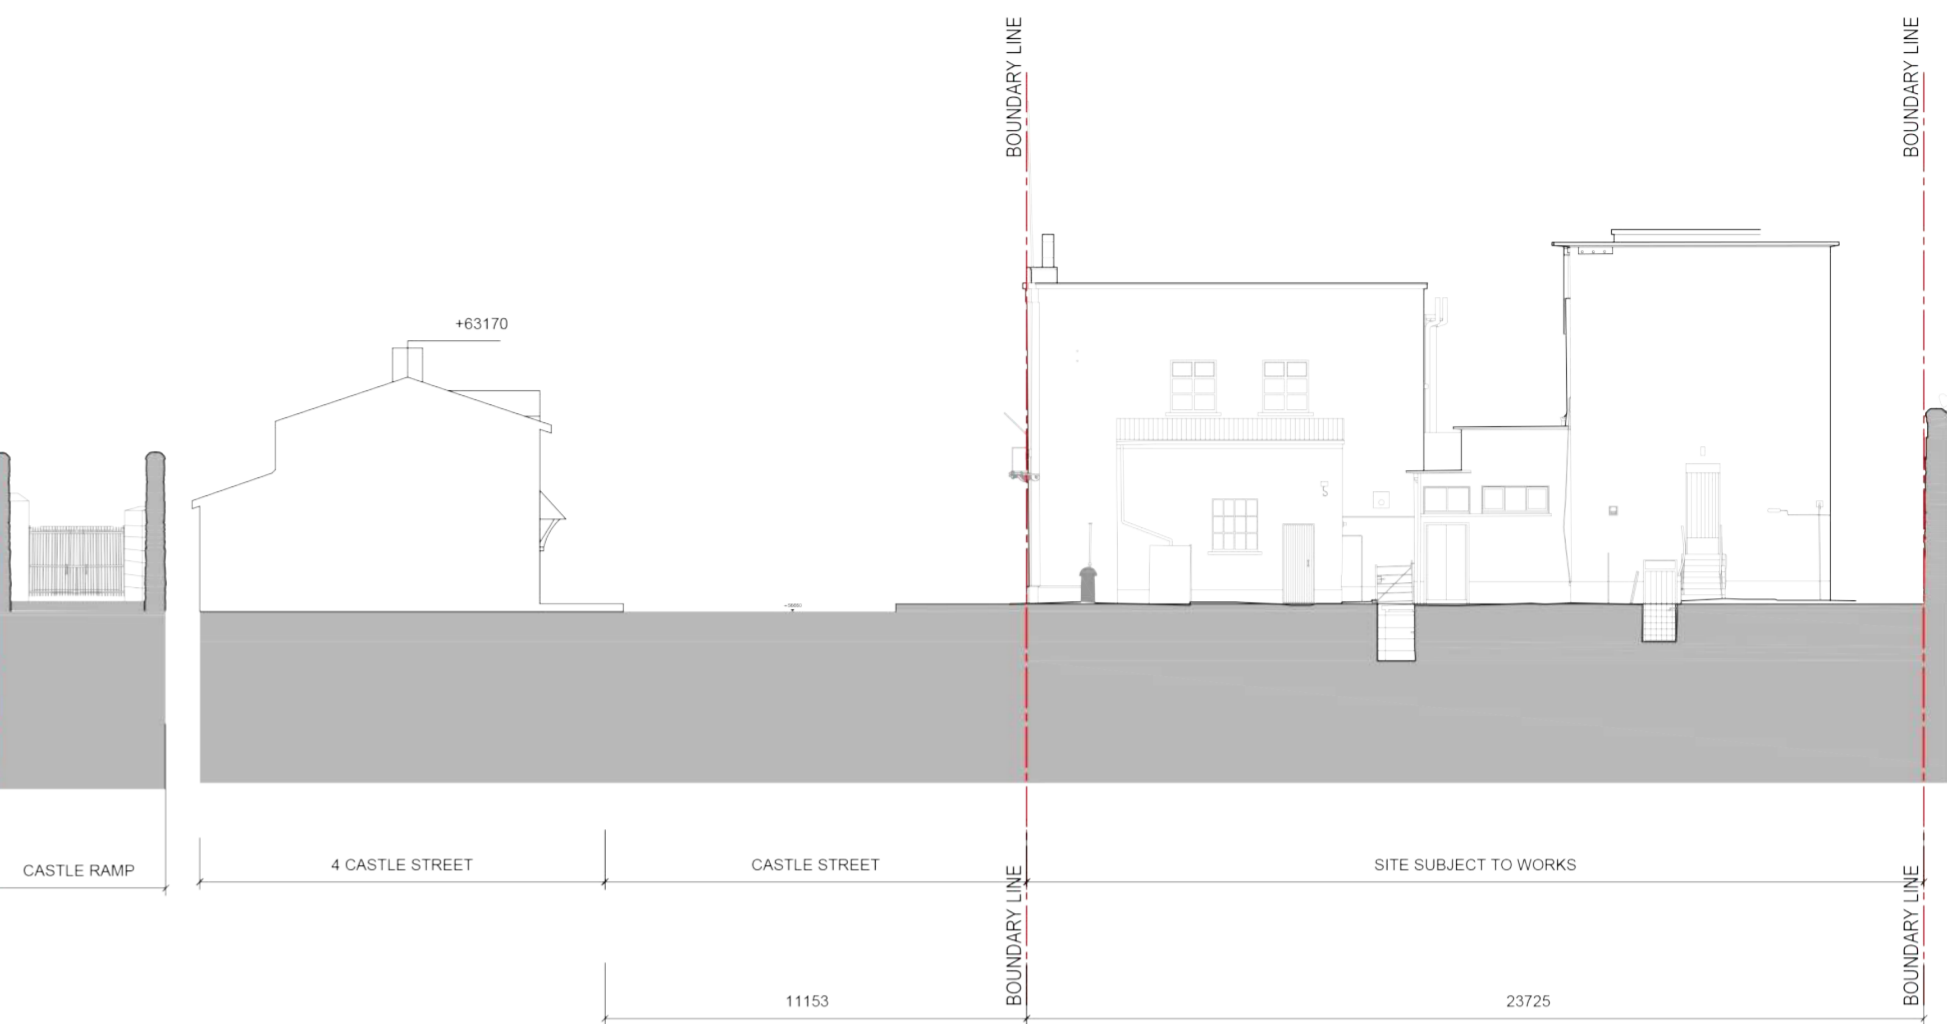 BOUNDARY LINE
BOUNDARY LINE
+63170
CASTLE RAMP
4 CASTLE STREET
CASTLE STREET
SITE SUBJECT TO WORKS
BOUNDARY LINE
BOUNDARY LINE
11153
23725